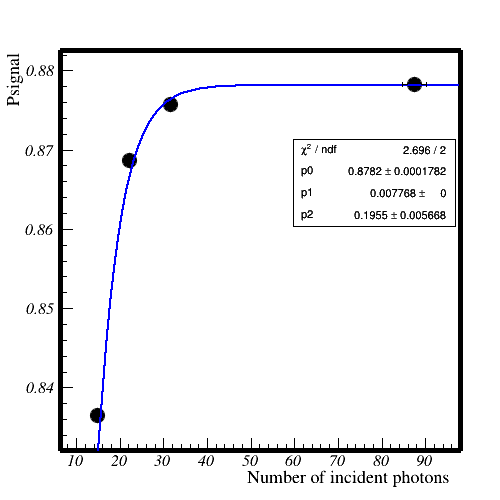 Psignal
0.88
0.87
0.86
0.85
0.84
χ² / ndf 2.696 / 2
p0 0.8782 ± 0.0001782
p1 0.007768 ± 0
p2 0.1955 ± 0.005668
10 20 30 40 50 60 70 80 90
Number of incident photons